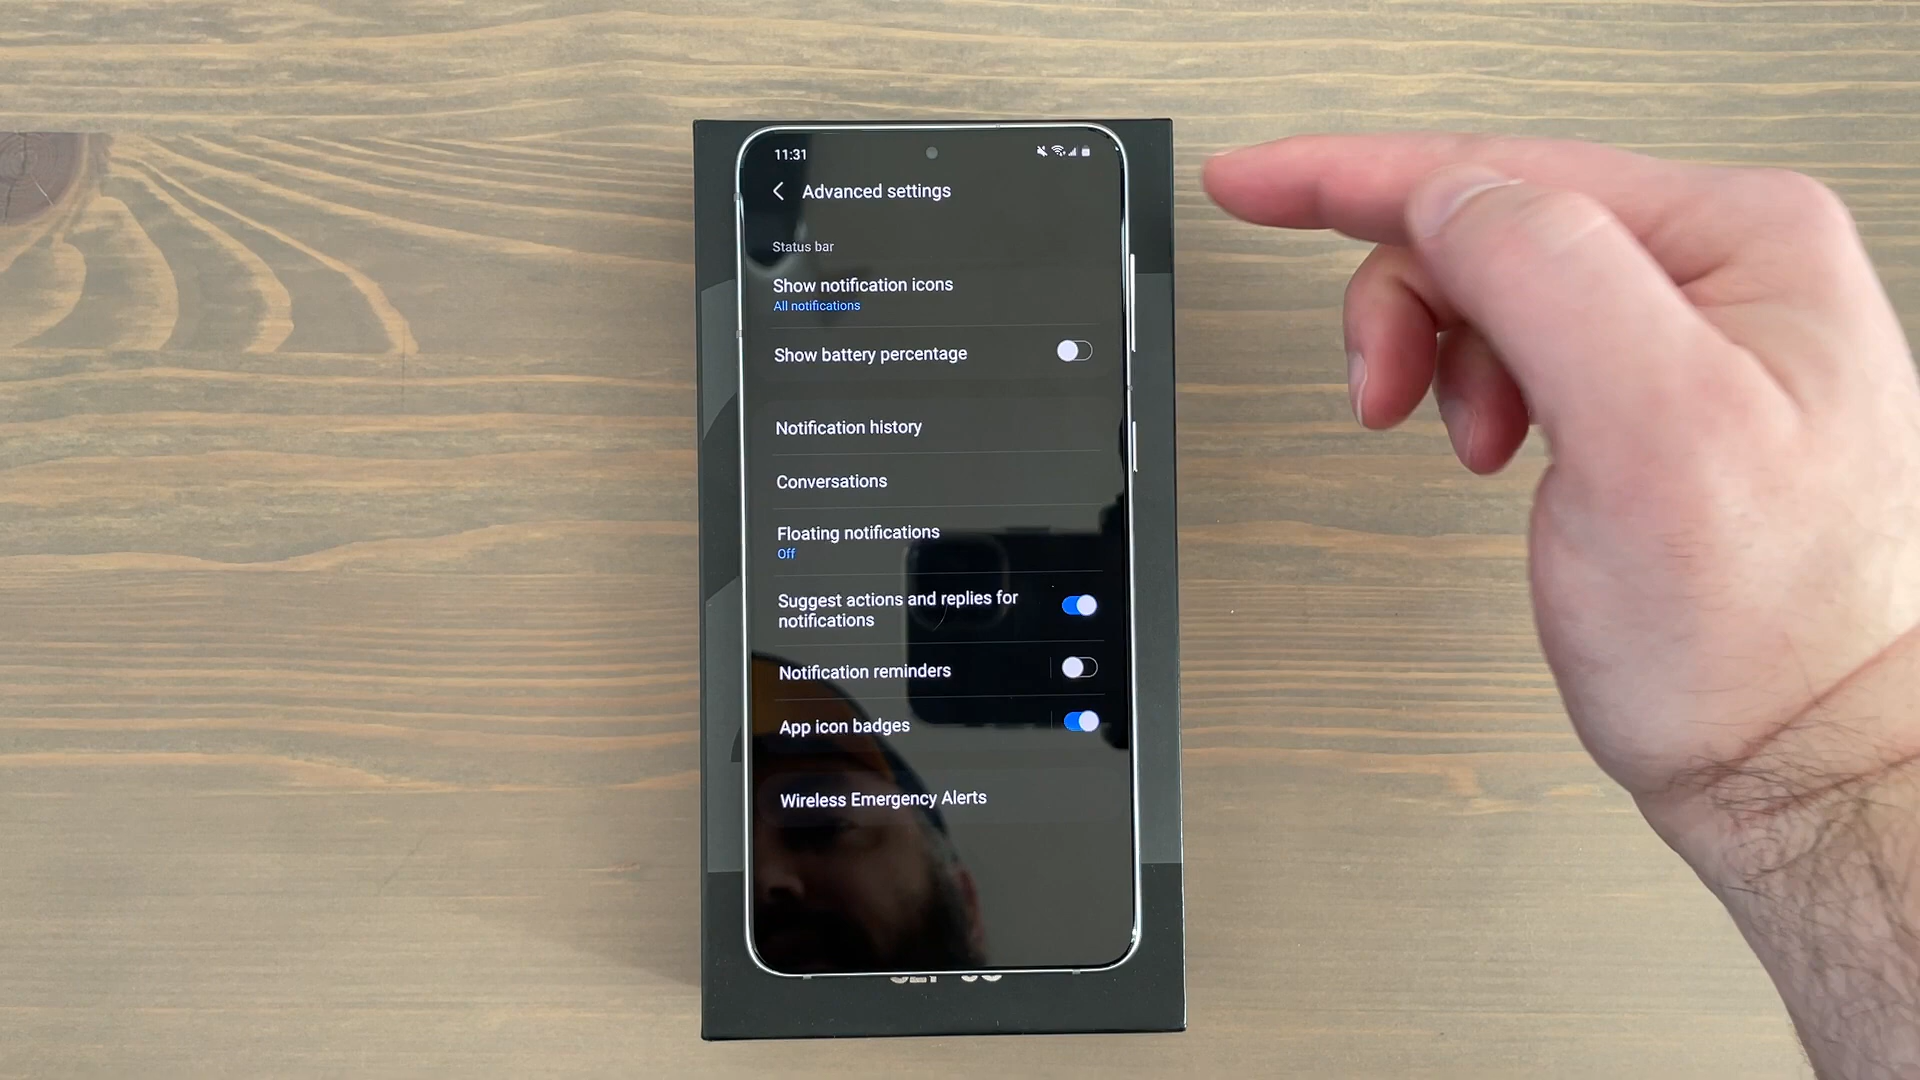 11:31
Advanced settings
Status bar
Show notification icons
All notifications
Show battery percentage
Notification history
Conversations
Floating notifications
Off
Suggest actions and replies for
notifications
Notification reminders
App icon badges
Wireless Emergency Alerts